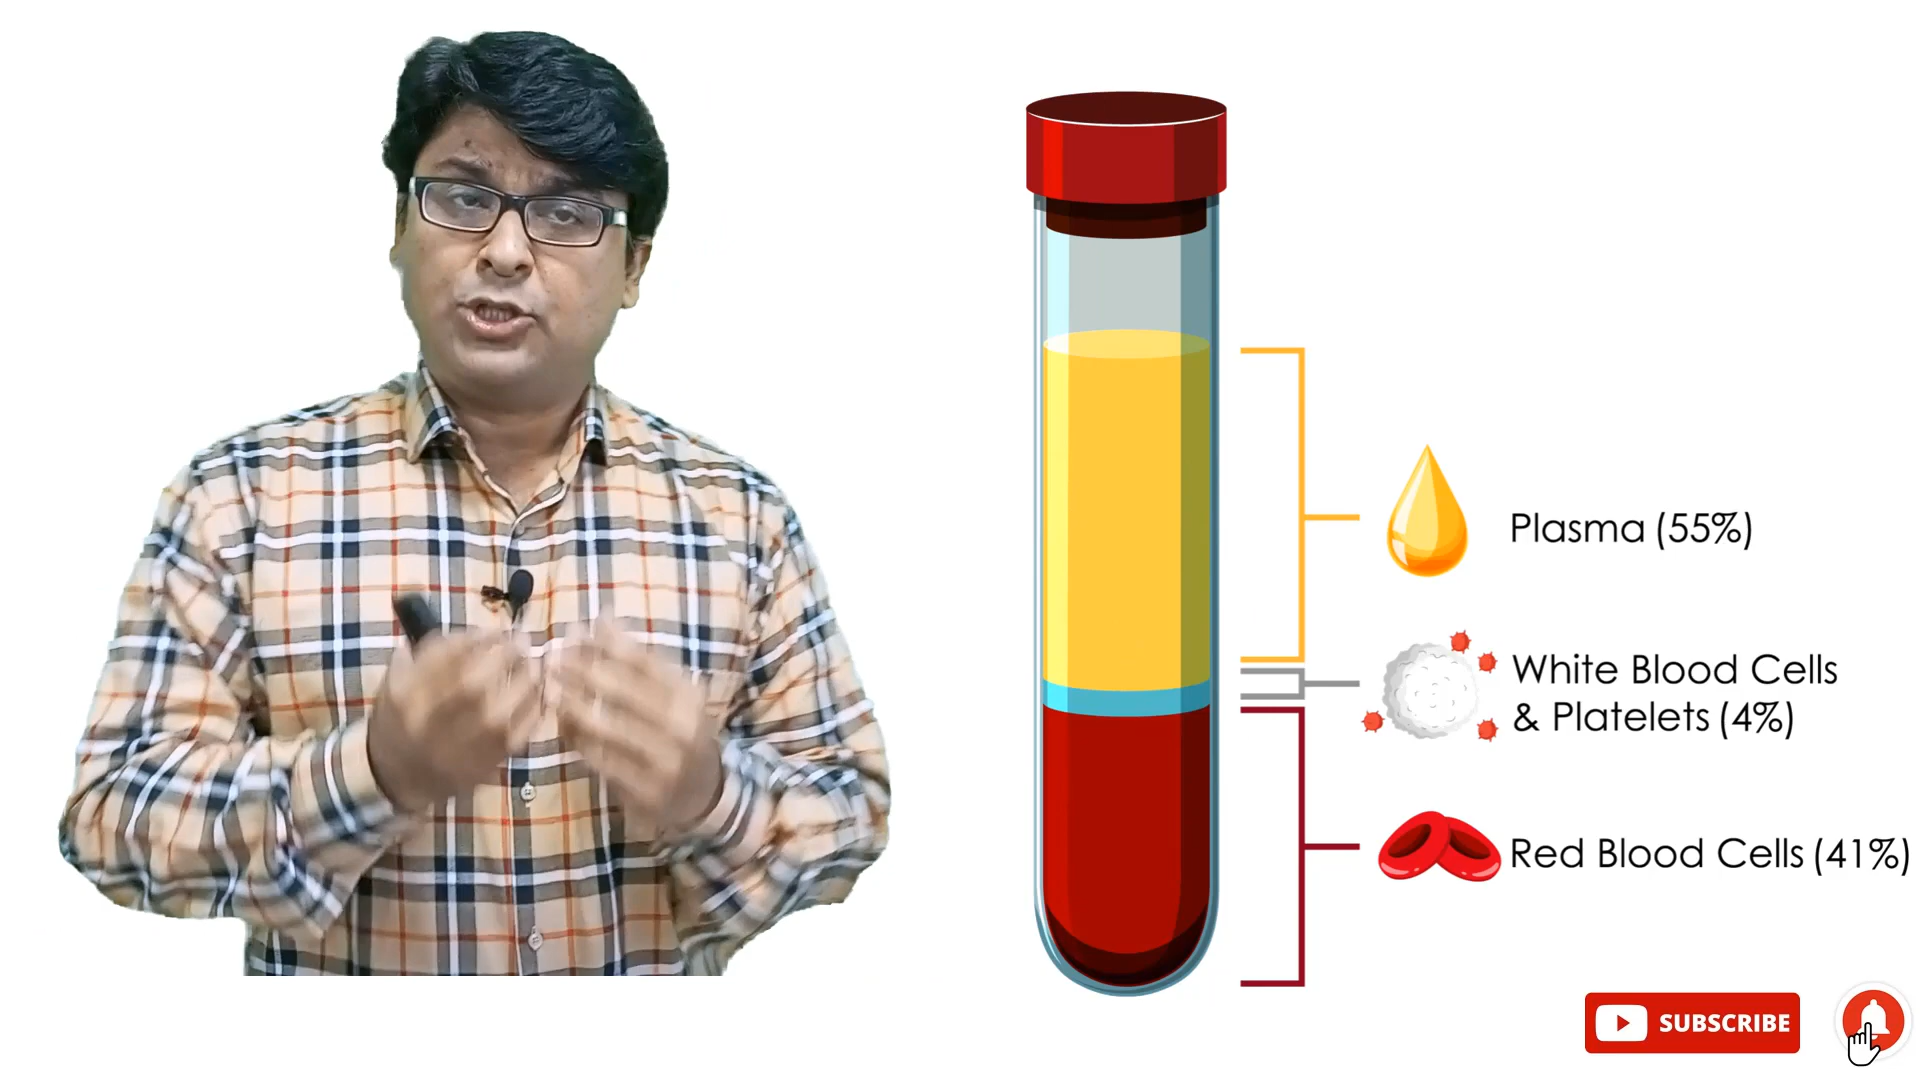 Plasma (55%)
White Blood Cells
& Platelets (4%)
Red Blood Cells (41%)
SUBSCRIBE